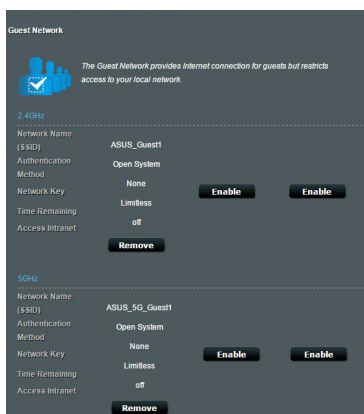 Guest Network
The Guest Network provides Internet connection for guests but restricts
access to your local network.
2.4GHz
Network Name
(SSID)
ASUS_Guest1
Authentication
Method
Open System
Network Key
None
Enable
Enable
Time Remaining
Limitless
Access Intranet
off
Remove
5GHz
Network Name
(SSID)
ASUS_5G_Guest1
Authentication
Method
Open System
Network Key
None
Enable
Enable
Time Remaining
Limitless
Access Intranet
off
Remove